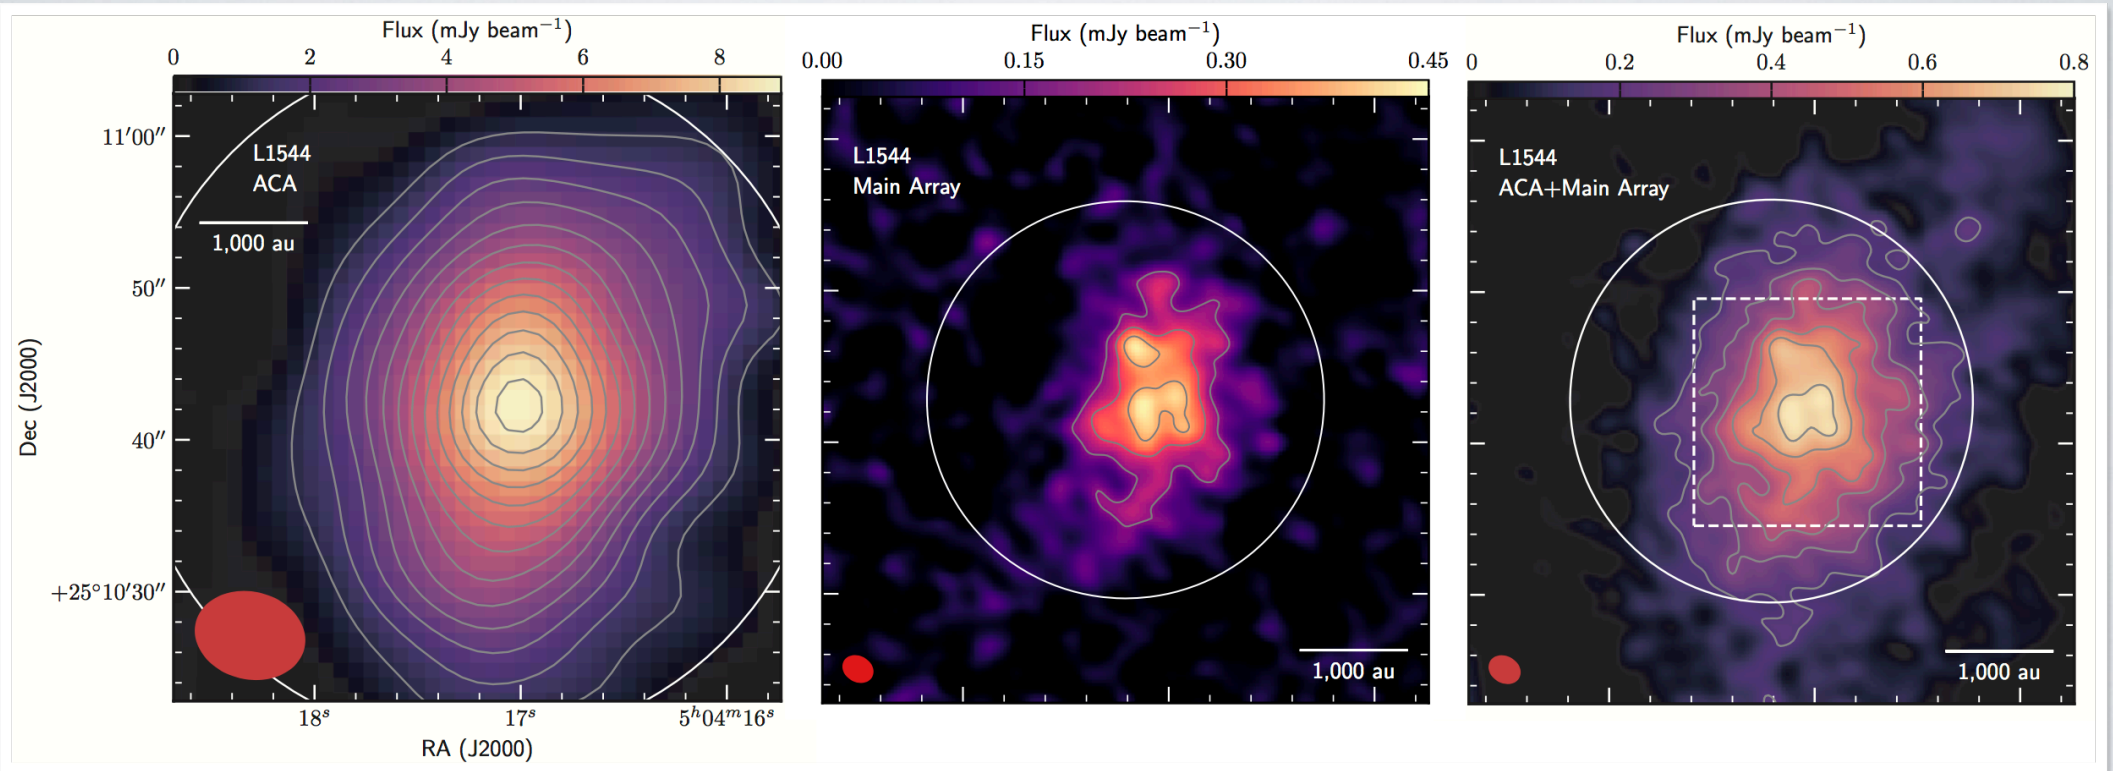 Flux (mJy beam⁻¹)
0 2 4 6 8
L1544
ACA
1,000 au
11′00″
50″
40″
+25°10′30″
Dec (J2000)
18ˢ 17ˢ 5ʰ04ᵐ16ˢ
RA (J2000)
Flux (mJy beam⁻¹)
0.00 0.15 0.30 0.45
L1544
Main Array
1,000 au
Flux (mJy beam⁻¹)
0 0.2 0.4 0.6 0.8
L1544
ACA+Main Array
1,000 au